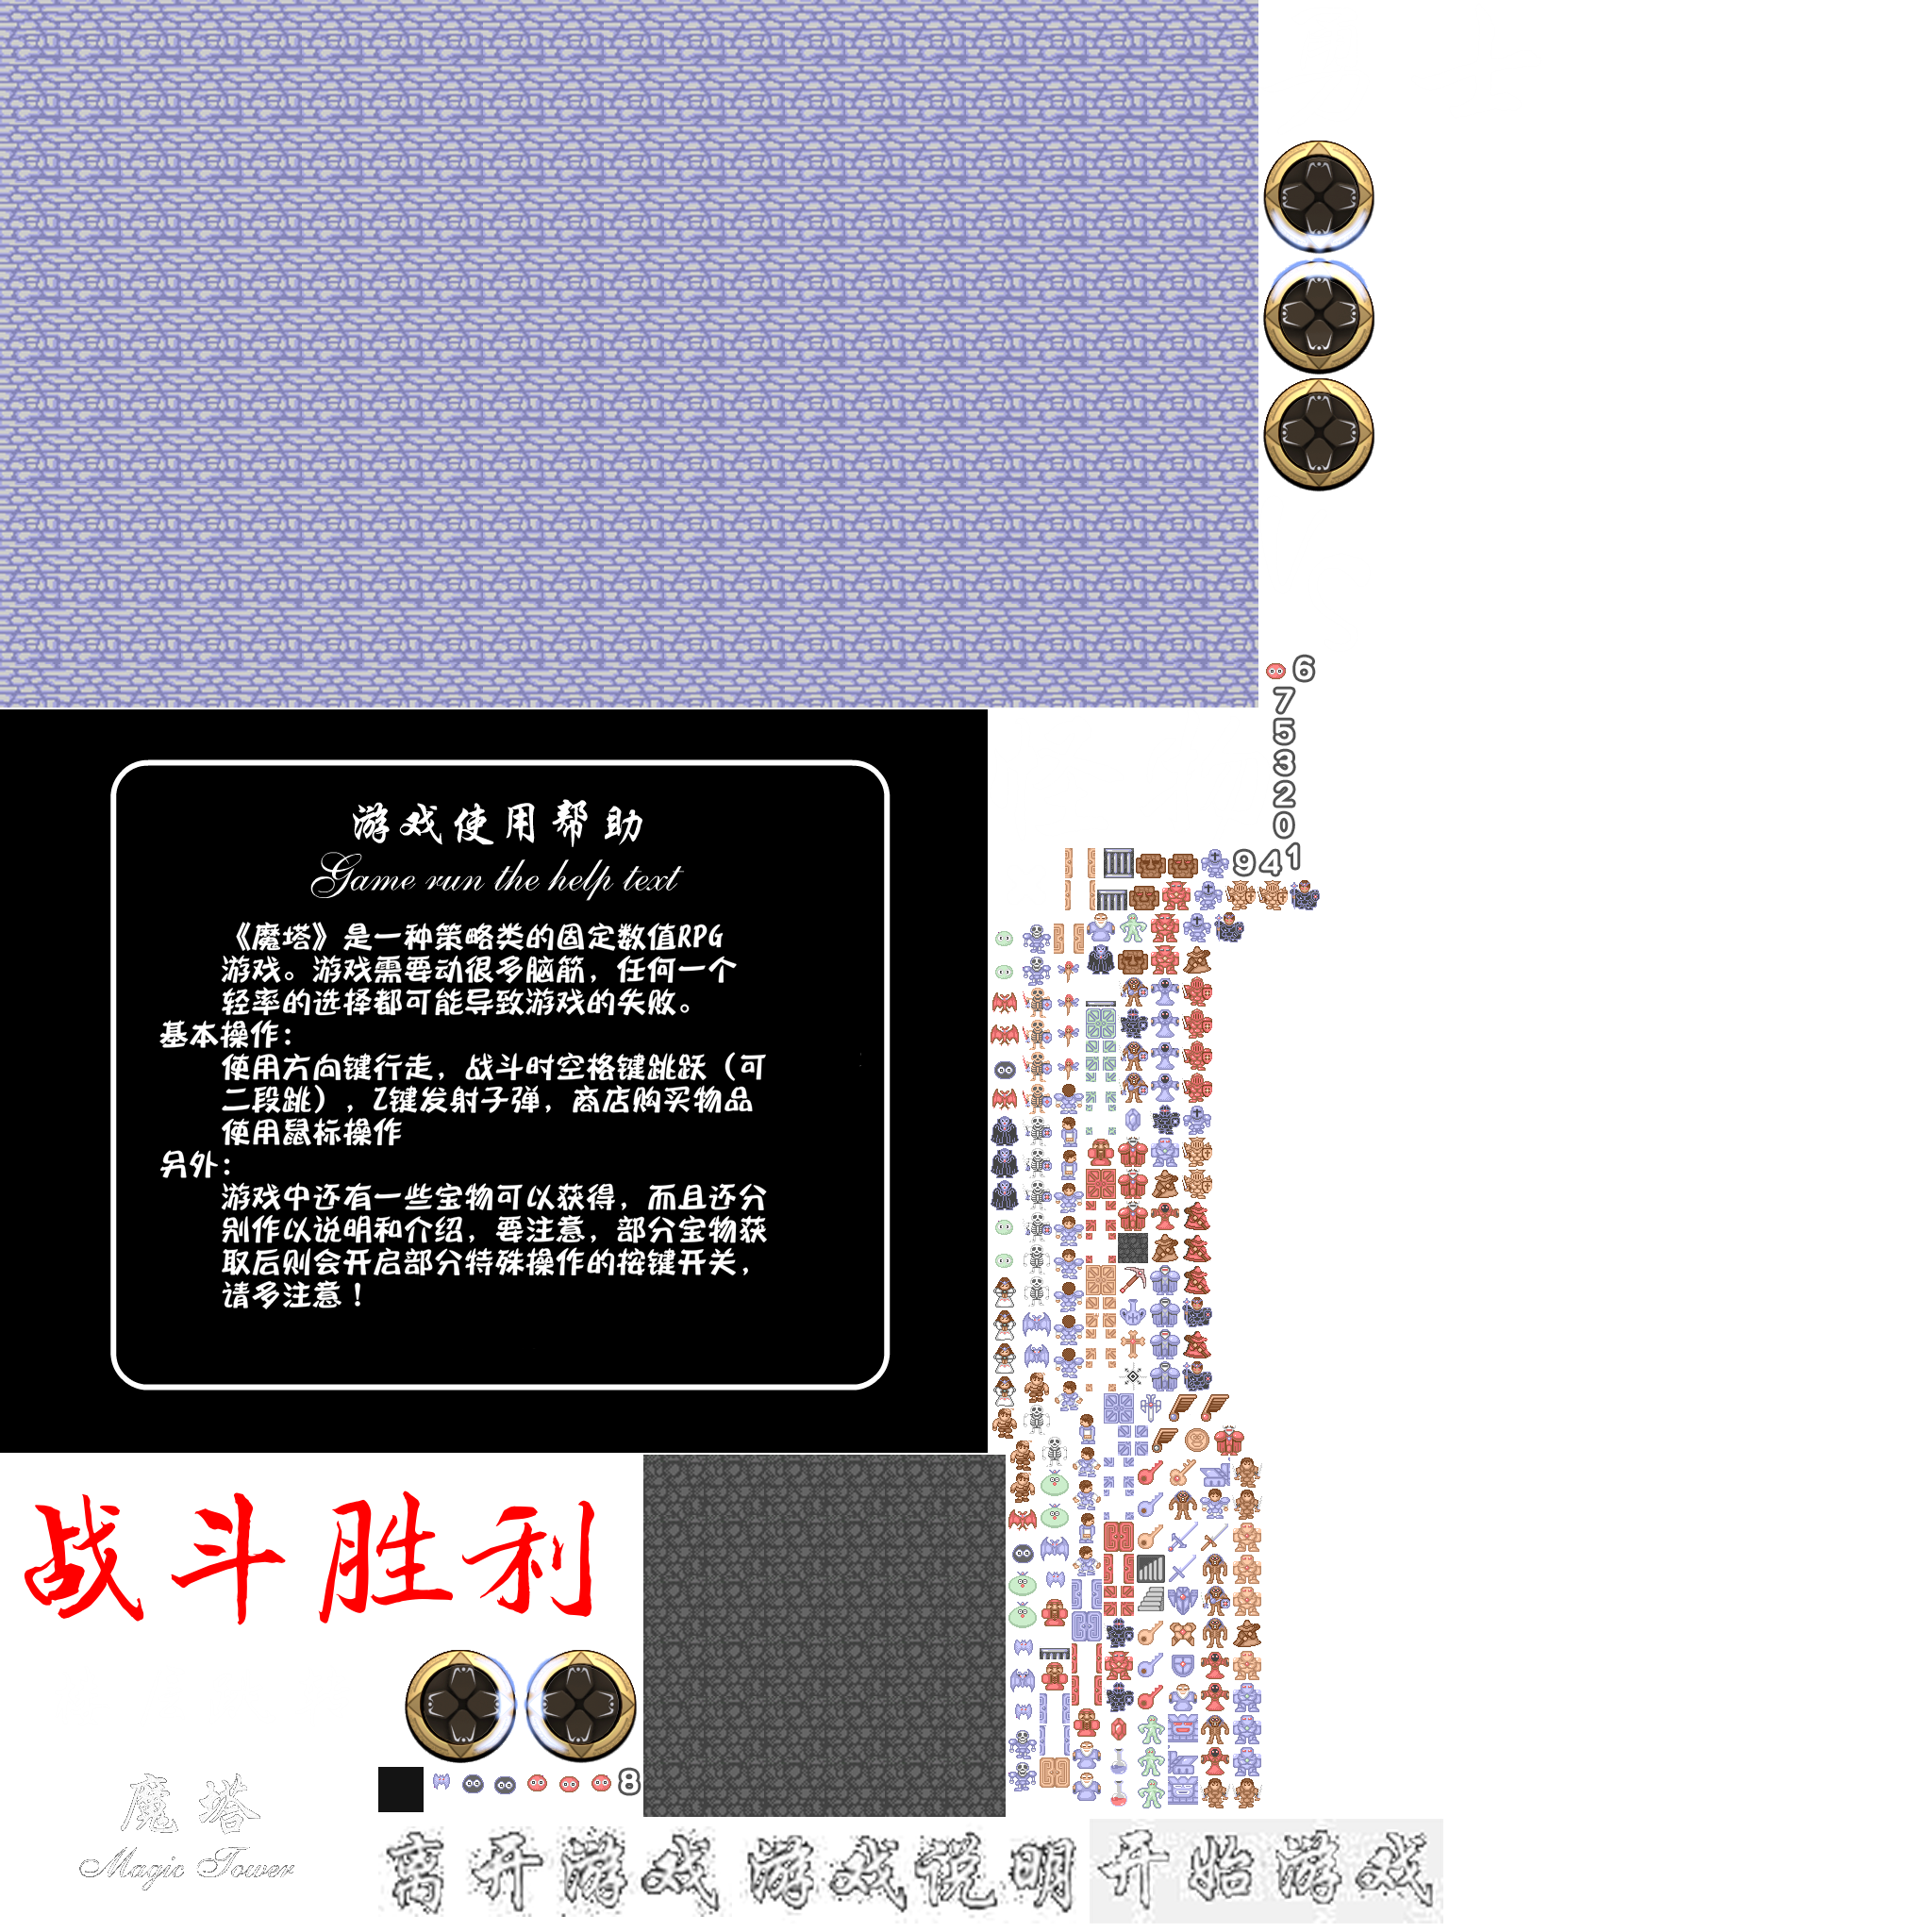 6
7
5
3
2
0
941
游戏使用帮助
Game run the help text
《魔塔》是一种策略类的固定数值RPG
游戏。游戏需要动很多脑筋，任何一个
轻率的选择都可能导致游戏的失败。
基本操作：
使用方向键行走，战斗时空格键跳跃（可
二段跳），Z键发射子弹，商店购买物品
使用鼠标操作
另外：
游戏中还有一些宝物可以获得，而且还分
别作以说明和介绍，要注意，部分宝物获
取后则会开启部分特殊操作的按键开关，
请多注意！
战斗胜利
8
魔塔
Magic Tower
离开游戏 游戏说明 开始游戏